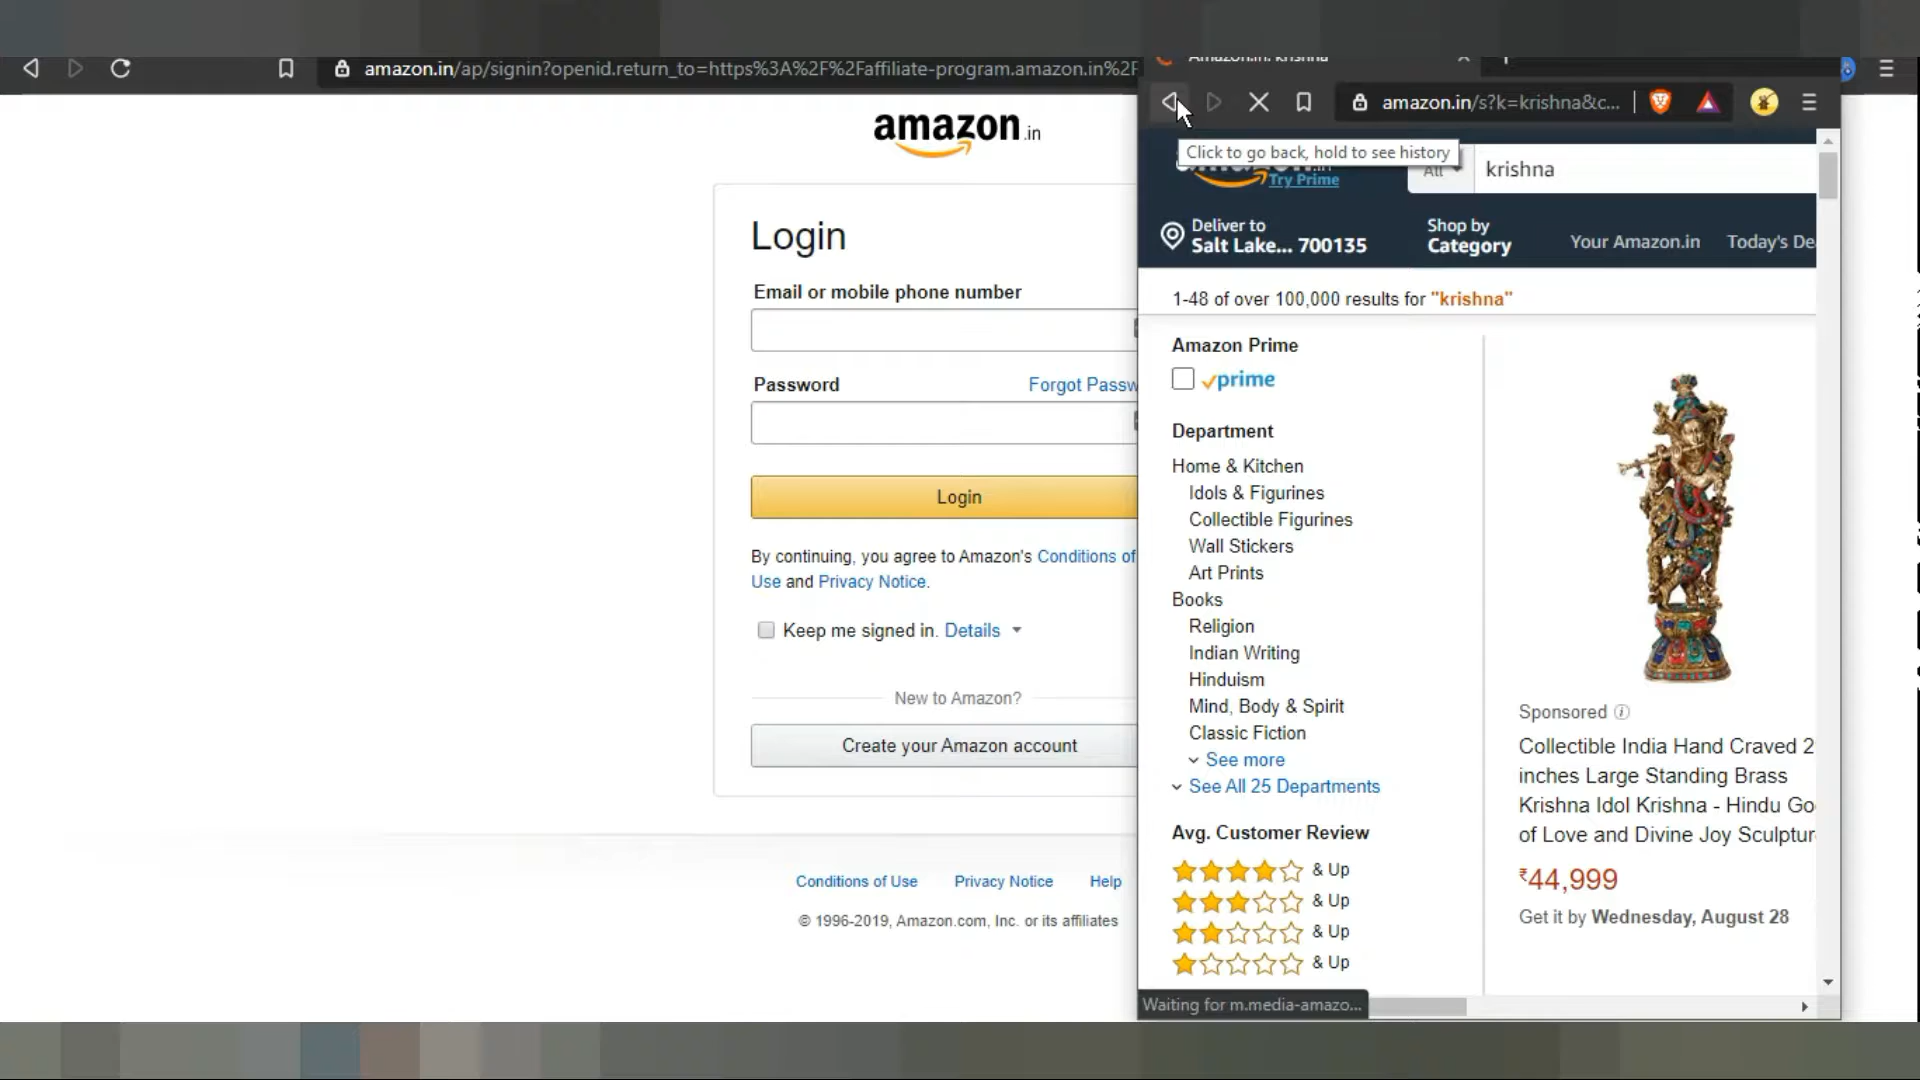 amazon.in/ap/signin?openid.return_to=https%3A%2F%2Faffiliate-program.amazon.in%2F
amazon.in
Login
Email or mobile phone number
Password
Forgot Passw
Login
By continuing, you agree to Amazon's Conditions of
Use and Privacy Notice.
Keep me signed in. Details
New to Amazon?
Create your Amazon account
Conditions of Use
Privacy Notice
Help
© 1996-2019, Amazon.com, Inc. or its affiliates
Amazon.in: krishna
amazon.in/s?k=krishna&c...
Click to go back, hold to see history
Try Prime
All
krishna
Deliver to
Salt Lake... 700135
Shop by
Category
Your Amazon.in
Today's De
1-48 of over 100,000 results for "krishna"
Amazon Prime
prime
Department
Home & Kitchen
Idols & Figurines
Collectible Figurines
Wall Stickers
Art Prints
Books
Religion
Indian Writing
Hinduism
Mind, Body & Spirit
Classic Fiction
See more
See All 25 Departments
Avg. Customer Review
& Up
& Up
& Up
& Up
Sponsored
Collectible India Hand Craved 2
inches Large Standing Brass
Krishna Idol Krishna - Hindu Go
of Love and Divine Joy Sculptur
₹44,999
Get it by Wednesday, August 28
Waiting for m.media-amazo...